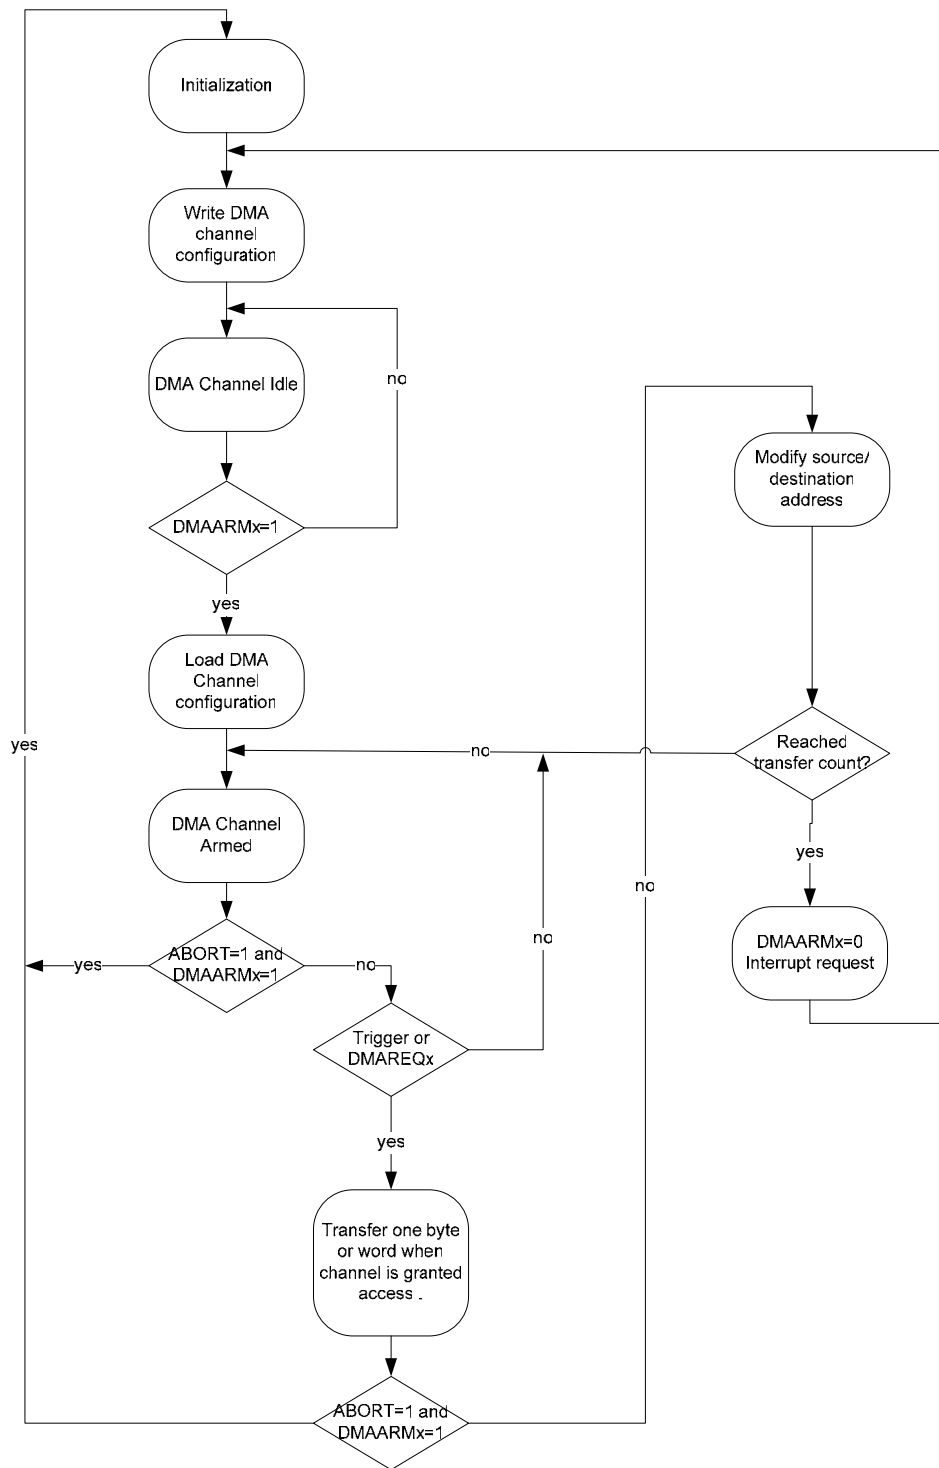 Initialization
Write DMA
channel
configuration
DMA Channel Idle
no
DMAARMx=1
yes
Load DMA
Channel
configuration
yes
DMA Channel
Armed
ABORT=1 and
DMAARMx=1
yes
no
Trigger or
DMAREQx
no
yes
Transfer one byte
or word when
channel is granted
access .
ABORT=1 and
DMAARMx=1
no
Modify source/
destination
address
Reached
transfer count?
no
yes
DMAARMx=0
Interrupt request